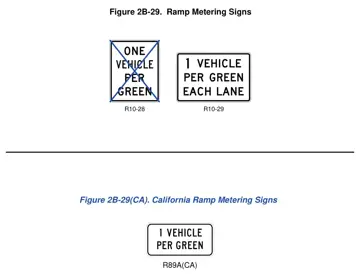 Figure 2B-29. Ramp Metering Signs
ONE
VEHICLE
PER
GREEN
R10-28
1 VEHICLE
PER GREEN
EACH LANE
R10-29
Figure 2B-29(CA). California Ramp Metering Signs
1 VEHICLE
PER GREEN
R89A(CA)